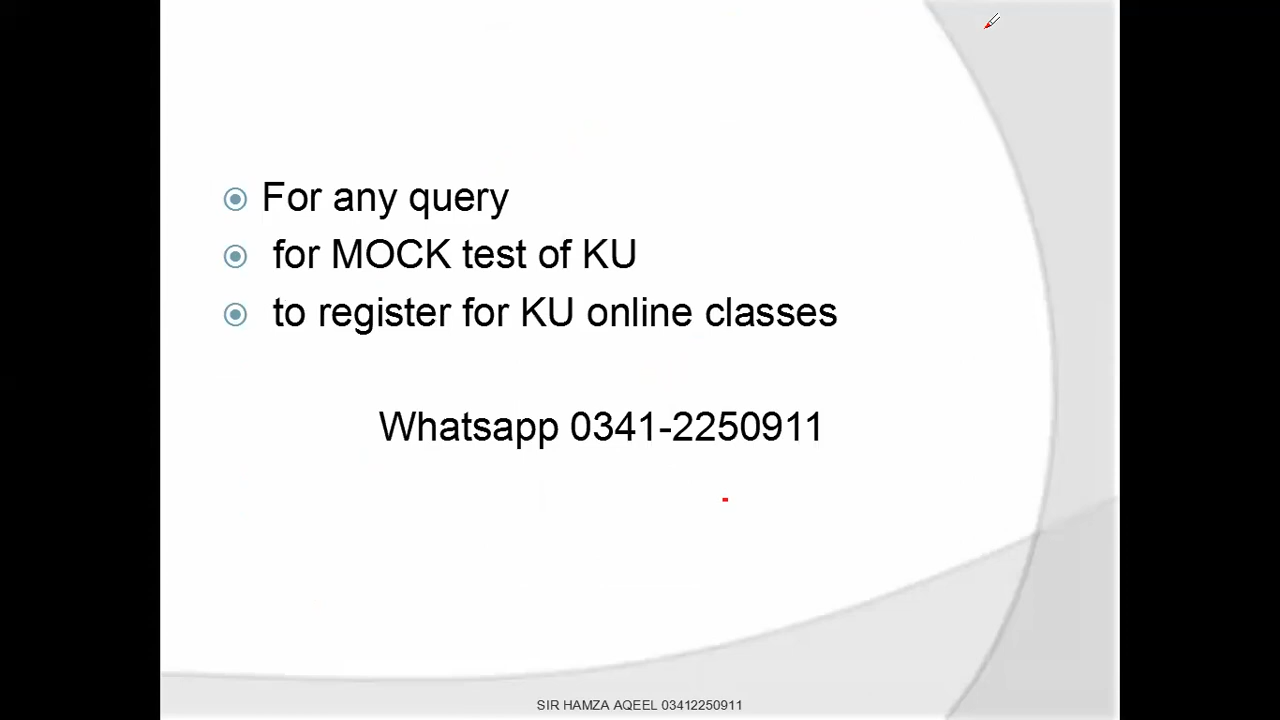 For any query
for MOCK test of KU
to register for KU online classes
Whatsapp 0341-2250911
SIR HAMZA AQEEL 03412250911